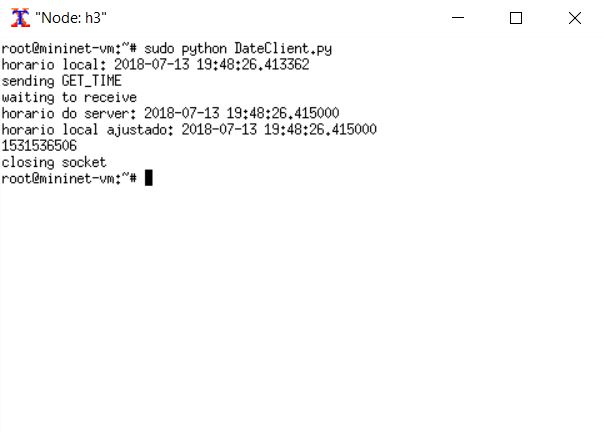 "Node: h3"
root@mininet-vm:~# sudo python DateClient.py
horario local: 2018-07-13 19:48:26.413362
sending GET_TIME
waiting to receive
horario do server: 2018-07-13 19:48:26.415000
horario local ajustado: 2018-07-13 19:48:26.415000
1531536506
closing socket
root@mininet-vm:~#